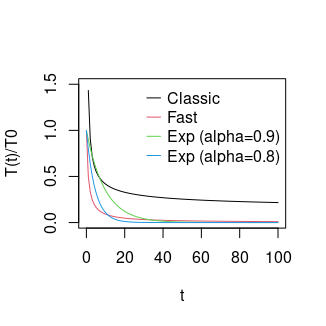 T(t)/T0
1.5
1.0
0.5
0.0
Classic
Fast
Exp (alpha=0.9)
Exp (alpha=0.8)
0 20 40 60 80 100
t